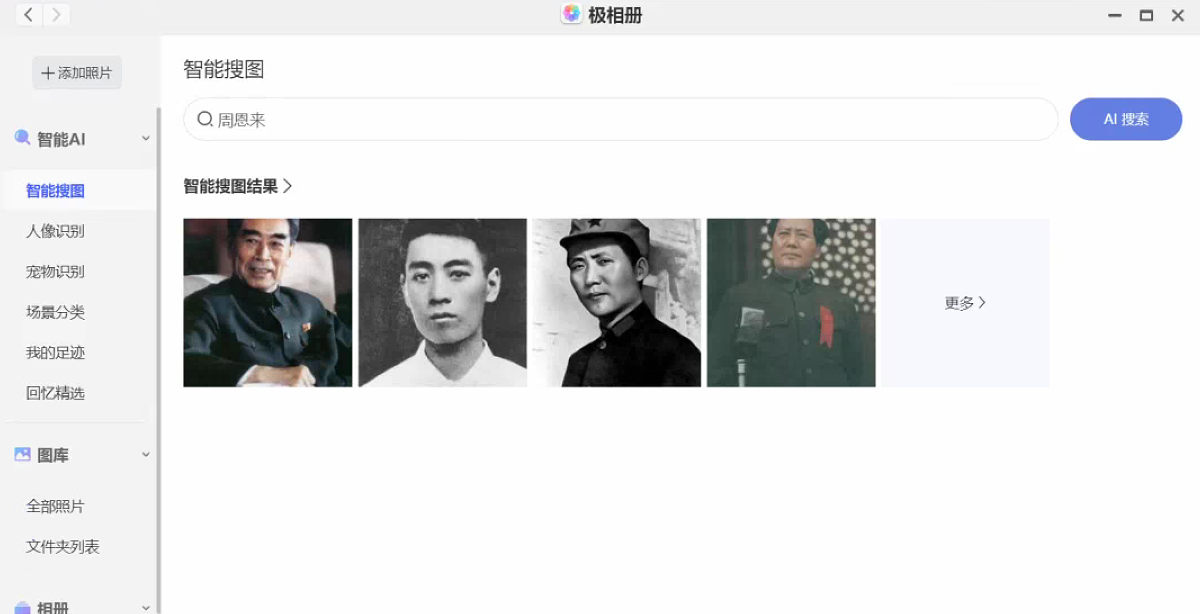 极相册
添加照片
智能AI
智能搜图
人像识别
宠物识别
场景分类
我的足迹
回忆精选
图库
全部照片
文件夹列表
相册
智能搜图
周恩来
AI 搜索
智能搜图结果
更多